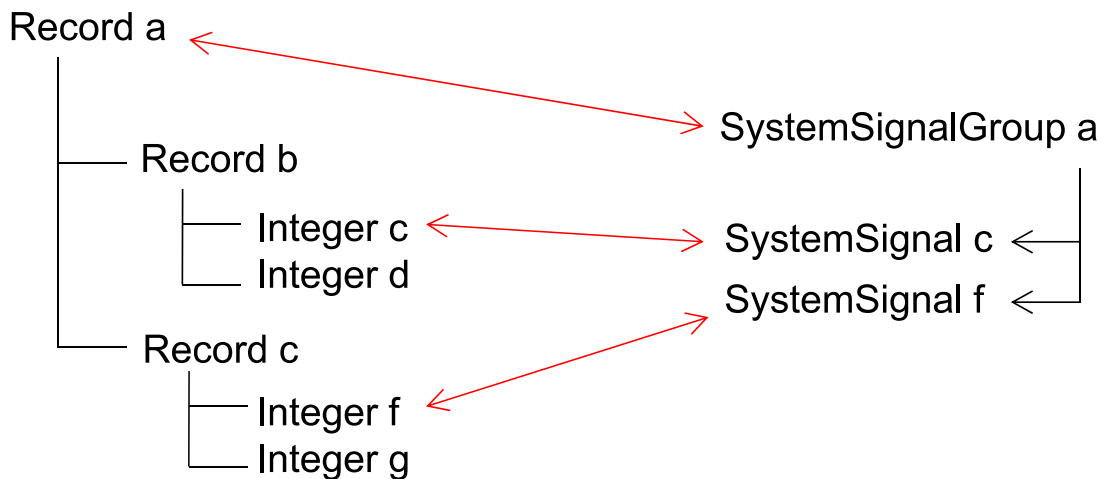 Record a
SystemSignalGroup a
Record b
Integer c
SystemSignal c
Integer d
SystemSignal f
Record c
Integer f
Integer g